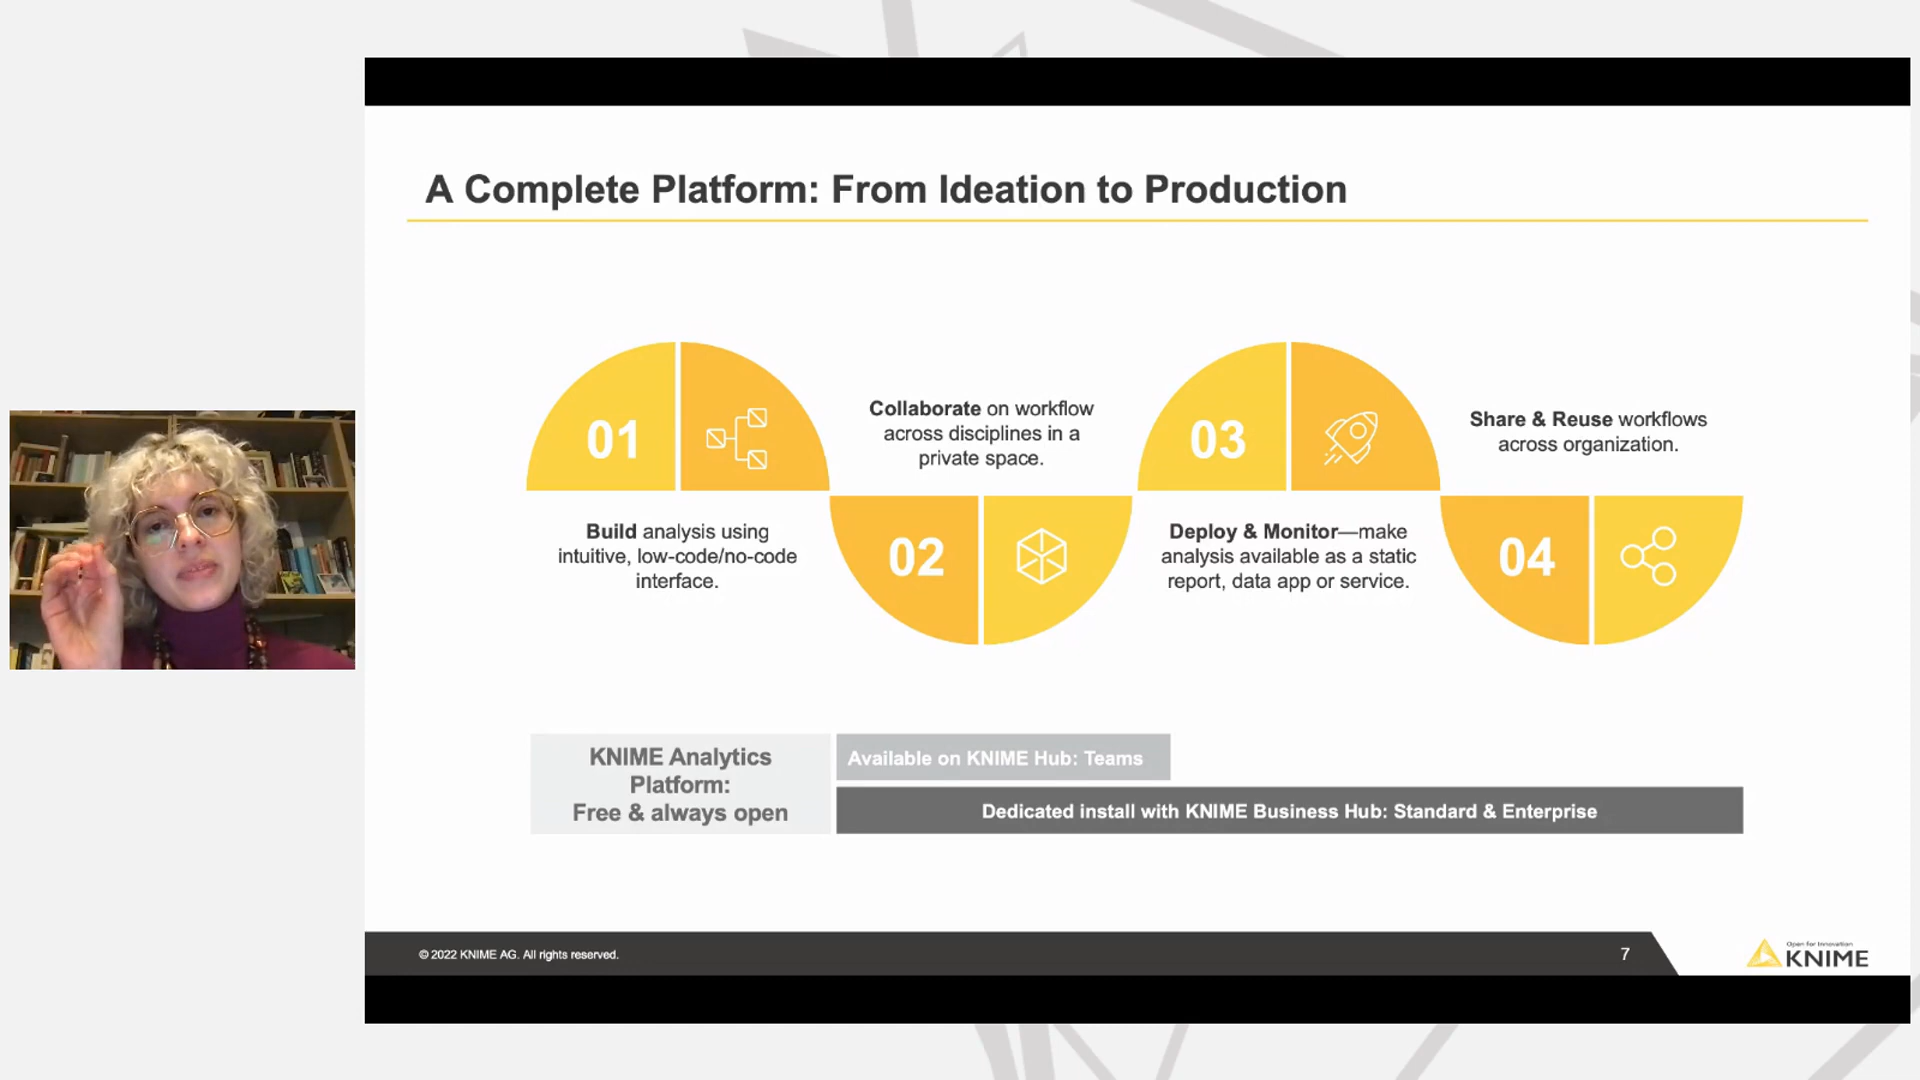 A Complete Platform: From Ideation to Production
01
Build analysis using
intuitive, low-code/no-code
interface.
Collaborate on workflow
across disciplines in a
private space.
02
03
Deploy & Monitor—make
analysis available as a static
report, data app or service.
Share & Reuse workflows
across organization.
04
KNIME Analytics
Platform:
Free & always open
Available on KNIME Hub: Teams
Dedicated install with KNIME Business Hub: Standard & Enterprise
© 2022 KNIME AG. All rights reserved.
7
Open for Innovation
KNIME